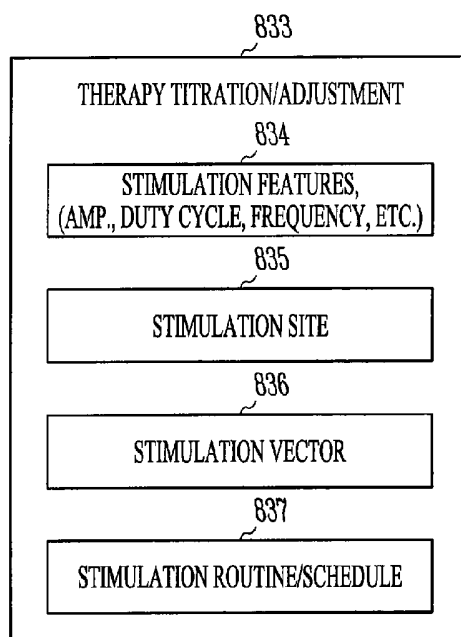 833
THERAPY TITRATION/ADJUSTMENT
834
STIMULATION FEATURES,
(AMP., DUTY CYCLE, FREQUENCY, ETC.)
835
STIMULATION SITE
836
STIMULATION VECTOR
837
STIMULATION ROUTINE/SCHEDULE